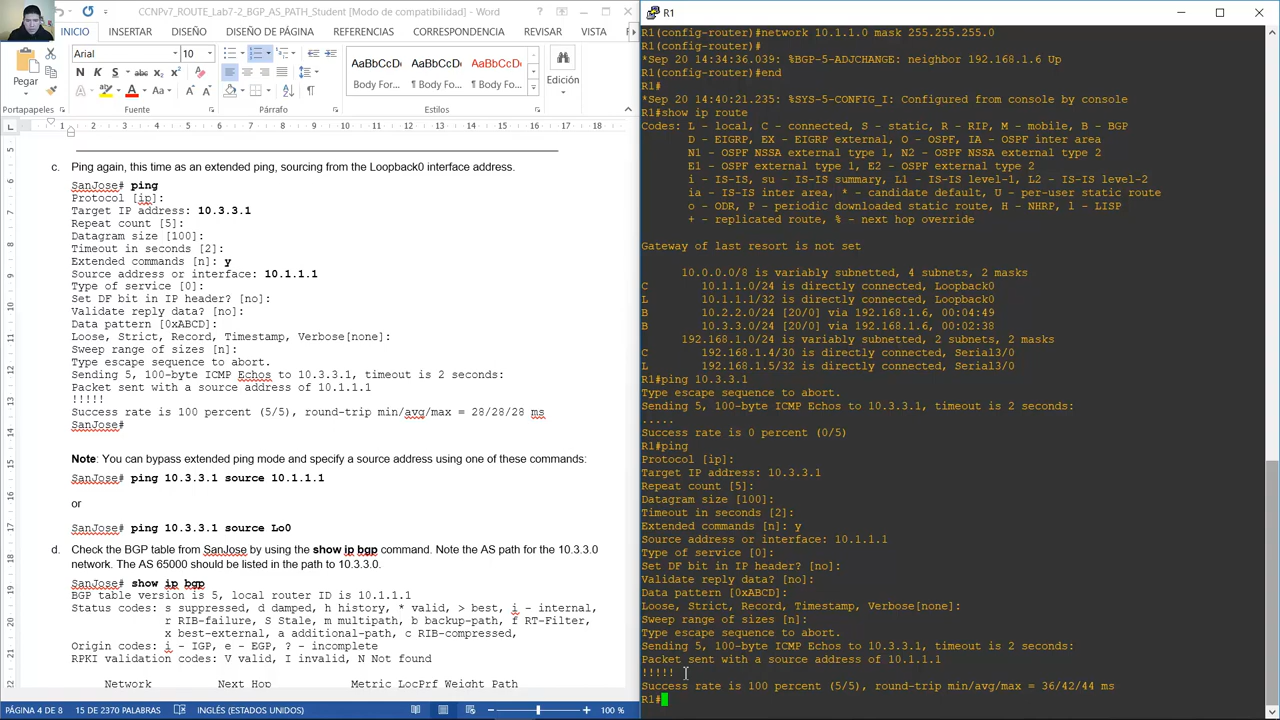 CCNPv7_ROUTE_Lab7-2_BGP_AS_PATH_Student [Modo de compatibilidad] - Word
INICIO
INSERTAR
DISEÑO
DISEÑO DE PÁGINA
REFERENCIAS
CORRESPONDENCIA
REVISAR
VISTA
Pegar
Arial
10
AaBbCcD
AaBbCcD
AaBbCcD
Body For...
Body Fon...
Body For...
Edición
Portapapeles
Fuente
Párrafo
Estilos
1 2 3 4 5 6 7 8 9 10 11 12 13 14 15 16 17 18
c. Ping again, this time as an extended ping, sourcing from the Loopback0 interface address.
SanJose# ping
Protocol [ip]:
Target IP address: 10.3.3.1
Repeat count [5]:
Datagram size [100]:
Timeout in seconds [2]:
Extended commands [n]: y
Source address or interface: 10.1.1.1
Type of service [0]:
Set DF bit in IP header? [no]:
Validate reply data? [no]:
Data pattern [0xABCD]:
Loose, Strict, Record, Timestamp, Verbose[none]:
Sweep range of sizes [n]:
Type escape sequence to abort.
Sending 5, 100-byte ICMP Echos to 10.3.3.1, timeout is 2 seconds:
Packet sent with a source address of 10.1.1.1
!!!!!
Success rate is 100 percent (5/5), round-trip min/avg/max = 28/28/28 ms
SanJose#
Note: You can bypass extended ping mode and specify a source address using one of these commands:
SanJose# ping 10.3.3.1 source 10.1.1.1
or
SanJose# ping 10.3.3.1 source Lo0
d. Check the BGP table from SanJose by using the show ip bgp command. Note the AS path for the 10.3.3.0
network. The AS 65000 should be listed in the path to 10.3.3.0.
SanJose# show ip bgp
BGP table version is 5, local router ID is 10.1.1.1
Status codes: s suppressed, d damped, h history, * valid, > best, i - internal,
r RIB-failure, S Stale, m multipath, b backup-path, f RT-Filter,
x best-external, a additional-path, c RIB-compressed,
Origin codes: i - IGP, e - EGP, ? - incomplete
RPKI validation codes: V valid, I invalid, N Not found
Network Next Hop Metric LocPrf Weight Path
PÁGINA 4 DE 8
15 DE 2370 PALABRAS
INGLÉS (ESTADOS UNIDOS)
100 %
R1
R1(config-router)#network 10.1.1.0 mask 255.255.255.0
R1(config-router)#
*Sep 20 14:34:36.039: %BGP-5-ADJCHANGE: neighbor 192.168.1.6 Up
R1(config-router)#end
R1#
*Sep 20 14:40:21.235: %SYS-5-CONFIG_I: Configured from console by console
R1#show ip route
Codes: L - local, C - connected, S - static, R - RIP, M - mobile, B - BGP
D - EIGRP, EX - EIGRP external, O - OSPF, IA - OSPF inter area
N1 - OSPF NSSA external type 1, N2 - OSPF NSSA external type 2
E1 - OSPF external type 1, E2 - OSPF external type 2
i - IS-IS, su - IS-IS summary, L1 - IS-IS level-1, L2 - IS-IS level-2
ia - IS-IS inter area, * - candidate default, U - per-user static route
o - ODR, P - periodic downloaded static route, H - NHRP, l - LISP
+ - replicated route, % - next hop override
Gateway of last resort is not set
10.0.0.0/8 is variably subnetted, 4 subnets, 2 masks
C 10.1.1.0/24 is directly connected, Loopback0
L 10.1.1.1/32 is directly connected, Loopback0
B 10.2.2.0/24 [20/0] via 192.168.1.6, 00:04:49
B 10.3.3.0/24 [20/0] via 192.168.1.6, 00:02:38
192.168.1.0/24 is variably subnetted, 2 subnets, 2 masks
C 192.168.1.4/30 is directly connected, Serial3/0
L 192.168.1.5/32 is directly connected, Serial3/0
R1#ping 10.3.3.1
Type escape sequence to abort.
Sending 5, 100-byte ICMP Echos to 10.3.3.1, timeout is 2 seconds:
.....
Success rate is 0 percent (0/5)
R1#ping
Protocol [ip]:
Target IP address: 10.3.3.1
Repeat count [5]:
Datagram size [100]:
Timeout in seconds [2]:
Extended commands [n]: y
Source address or interface: 10.1.1.1
Type of service [0]:
Set DF bit in IP header? [no]:
Validate reply data? [no]:
Data pattern [0xABCD]:
Loose, Strict, Record, Timestamp, Verbose[none]:
Sweep range of sizes [n]:
Type escape sequence to abort.
Sending 5, 100-byte ICMP Echos to 10.3.3.1, timeout is 2 seconds:
Packet sent with a source address of 10.1.1.1
!!!!!
Success rate is 100 percent (5/5), round-trip min/avg/max = 36/42/44 ms
R1#